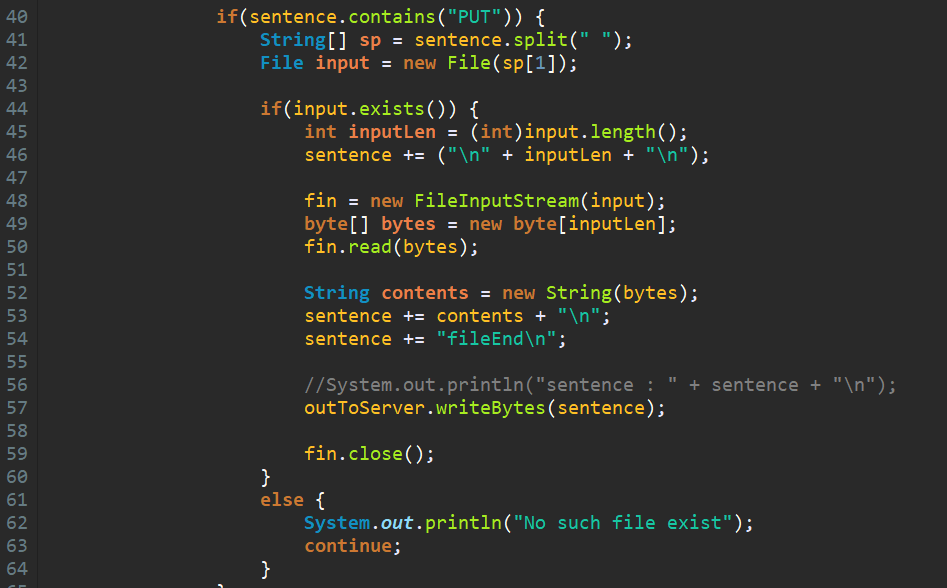 40 if(sentence.contains("PUT")) {
41 String[] sp = sentence.split(" ");
42 File input = new File(sp[1]);
43
44 if(input.exists()) {
45 int inputLen = (int)input.length();
46 sentence += ("\n" + inputLen + "\n");
47
48 fin = new FileInputStream(input);
49 byte[] bytes = new byte[inputLen];
50 fin.read(bytes);
51
52 String contents = new String(bytes);
53 sentence += contents + "\n";
54 sentence += "fileEnd\n";
55
56 //System.out.println("sentence : " + sentence + "\n");
57 outToServer.writeBytes(sentence);
58
59 fin.close();
60 }
61 else {
62 System.out.println("No such file exist");
63 continue;
64 }